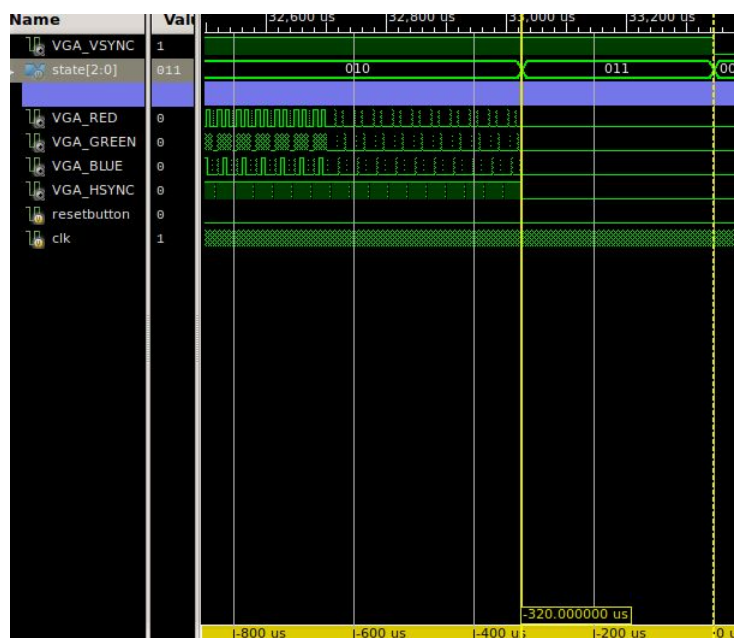 Name Valu 32,600 us 32,800 us 33,000 us 33,200 us
VGA_VSYNC 1
state[2:0] 011 010 011 00
VGA_RED 0
VGA_GREEN 0
VGA_BLUE 0
VGA_HSYNC 0
resetbutton 0
clk 1
-320.000000 us
-800 us -600 us -400 us -200 us 0 u